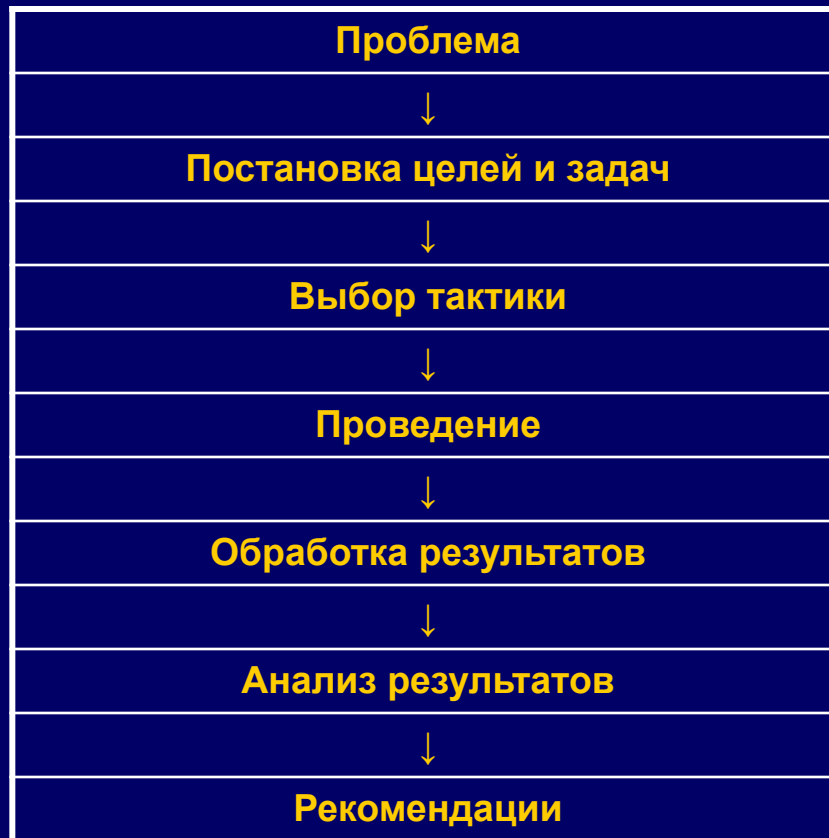 Проблема
↓
Постановка целей и задач
↓
Выбор тактики
↓
Проведение
↓
Обработка результатов
↓
Анализ результатов
↓
Рекомендации